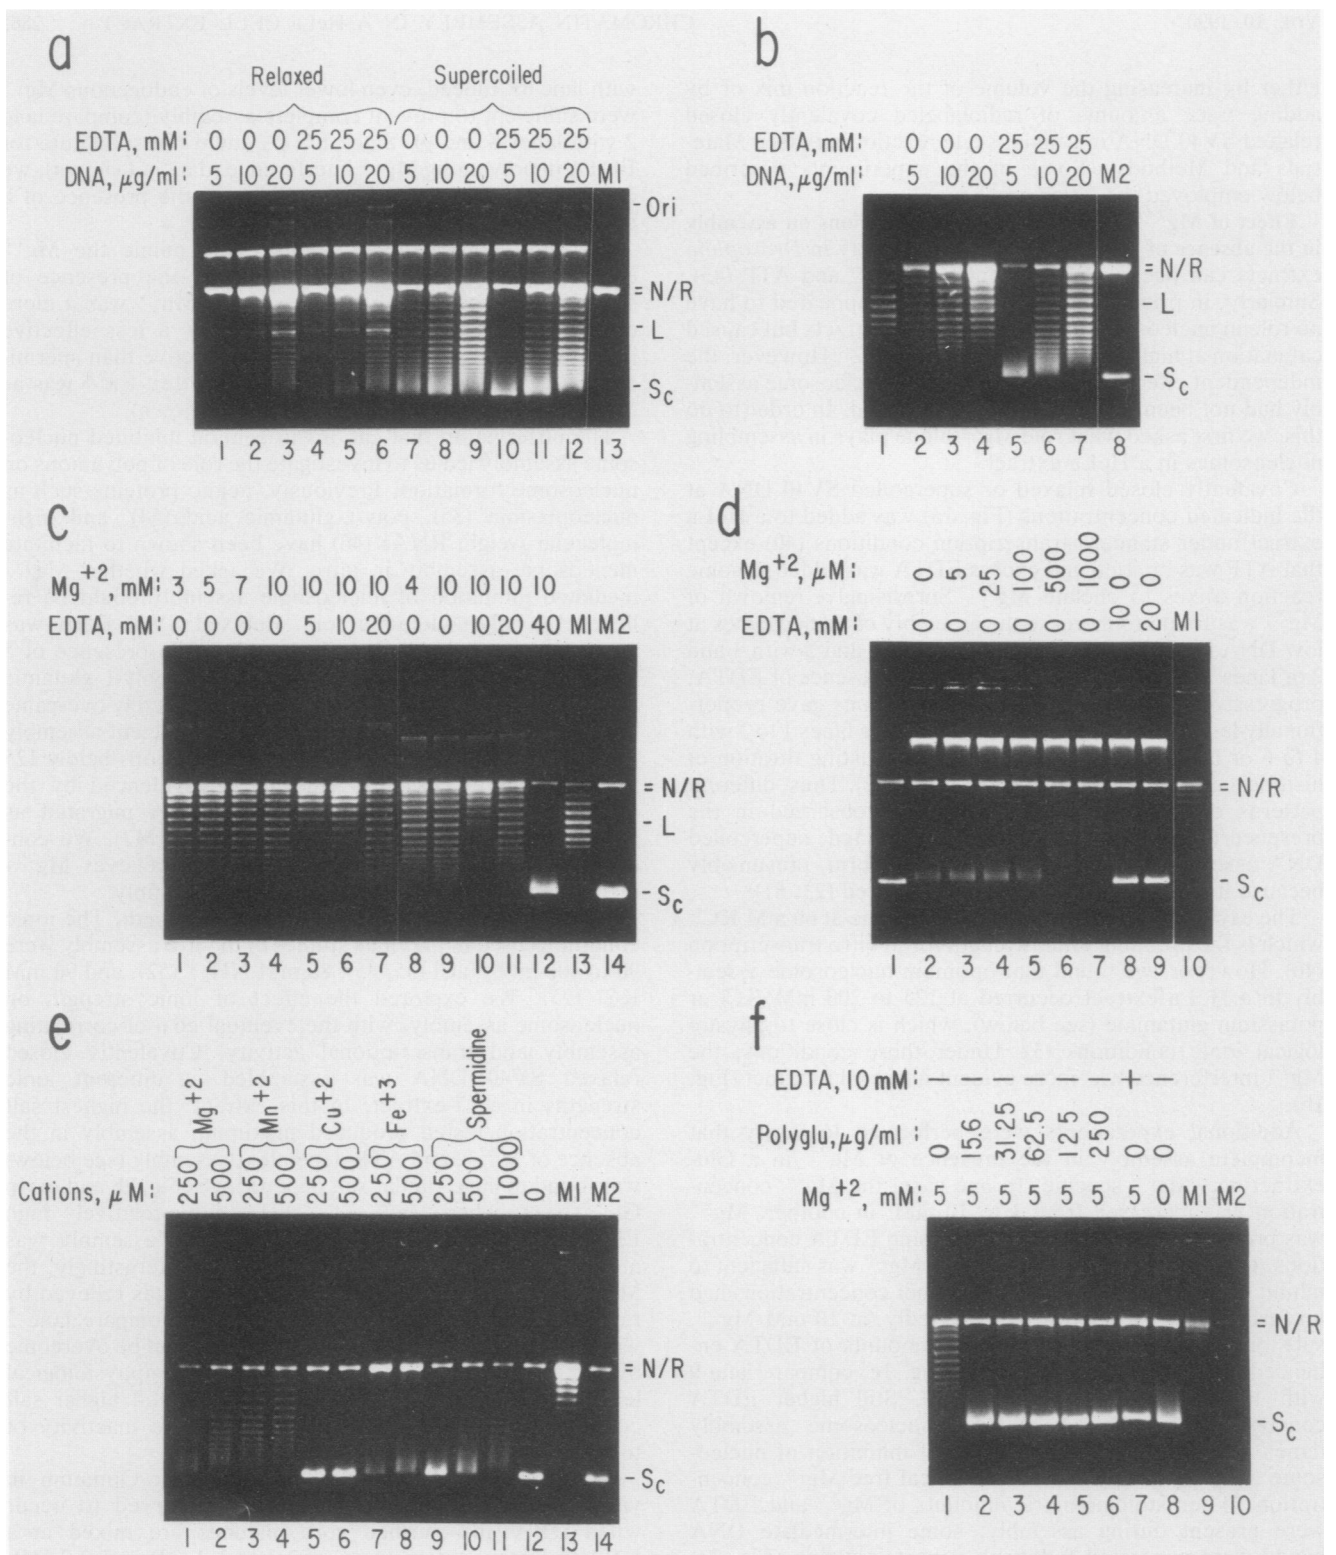 a
Relaxed Supercoiled
EDTA, mM: 0 0 0 25 25 25 0 0 0 25 25 25
DNA, μg/ml: 5 10 20 5 10 20 5 10 20 5 10 20 M1
-Ori
=N/R
-L
-Sc
1 2 3 4 5 6 7 8 9 10 11 12 13
b
EDTA, mM: 0 0 0 25 25 25
DNA, μg/ml: 5 10 20 5 10 20 M2
=N/R
-L
-Sc
1 2 3 4 5 6 7 8
c
Mg+2, mM: 3 5 7 10 10 10 10 4 10 10 10 10
EDTA, mM: 0 0 0 0 5 10 20 0 0 10 20 40 M1 M2
=N/R
-L
-Sc
1 2 3 4 5 6 7 8 9 10 11 12 13 14
d
Mg+2, μM: 0 5 25 100 500 1000 0 0
EDTA, mM: 0 0 0 0 0 0 10 20 M1
=N/R
-Sc
1 2 3 4 5 6 7 8 9 10
e
Mg+2 Mn+2 Cu+2 Fe+3 Spermidine
Cations, μM: 250 500 250 500 250 500 250 500 250 500 1000 0 M1 M2
=N/R
-Sc
1 2 3 4 5 6 7 8 9 10 11 12 13 14
f
EDTA, 10mM: − +
Polyglu, μg/ml: 0 15.6 31.25 62.5 12.5 250 0 0
Mg+2, mM: 5 5 5 5 5 5 5 0 M1 M2
=N/R
-Sc
1 2 3 4 5 6 7 8 9 10